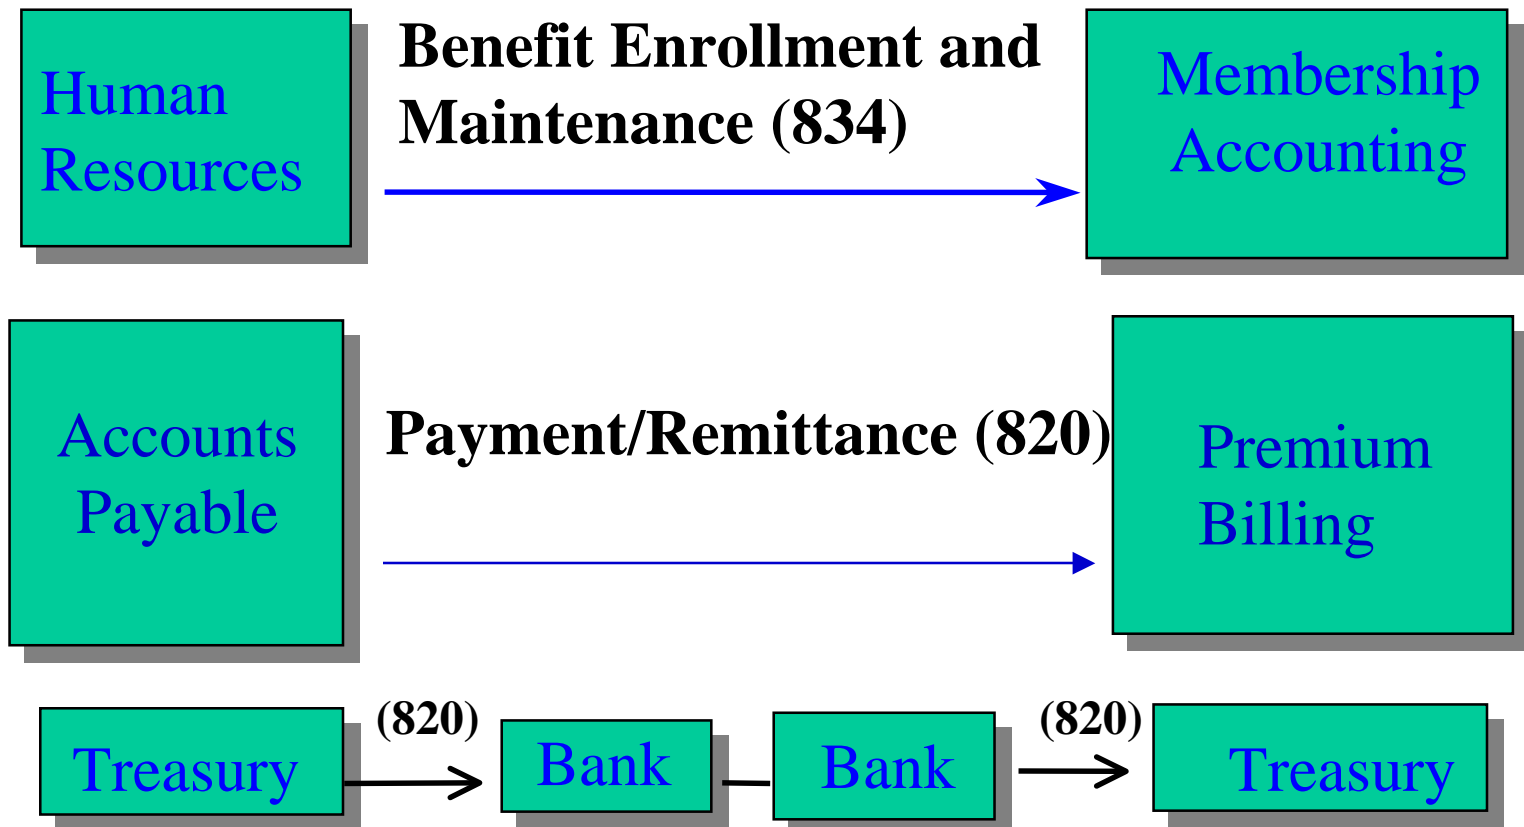 Human
Resources
Benefit Enrollment and
Maintenance (834)
Membership
Accounting
Accounts
Payable
Payment/Remittance (820)
Premium
Billing
Treasury
(820)
Bank
Bank
(820)
Treasury